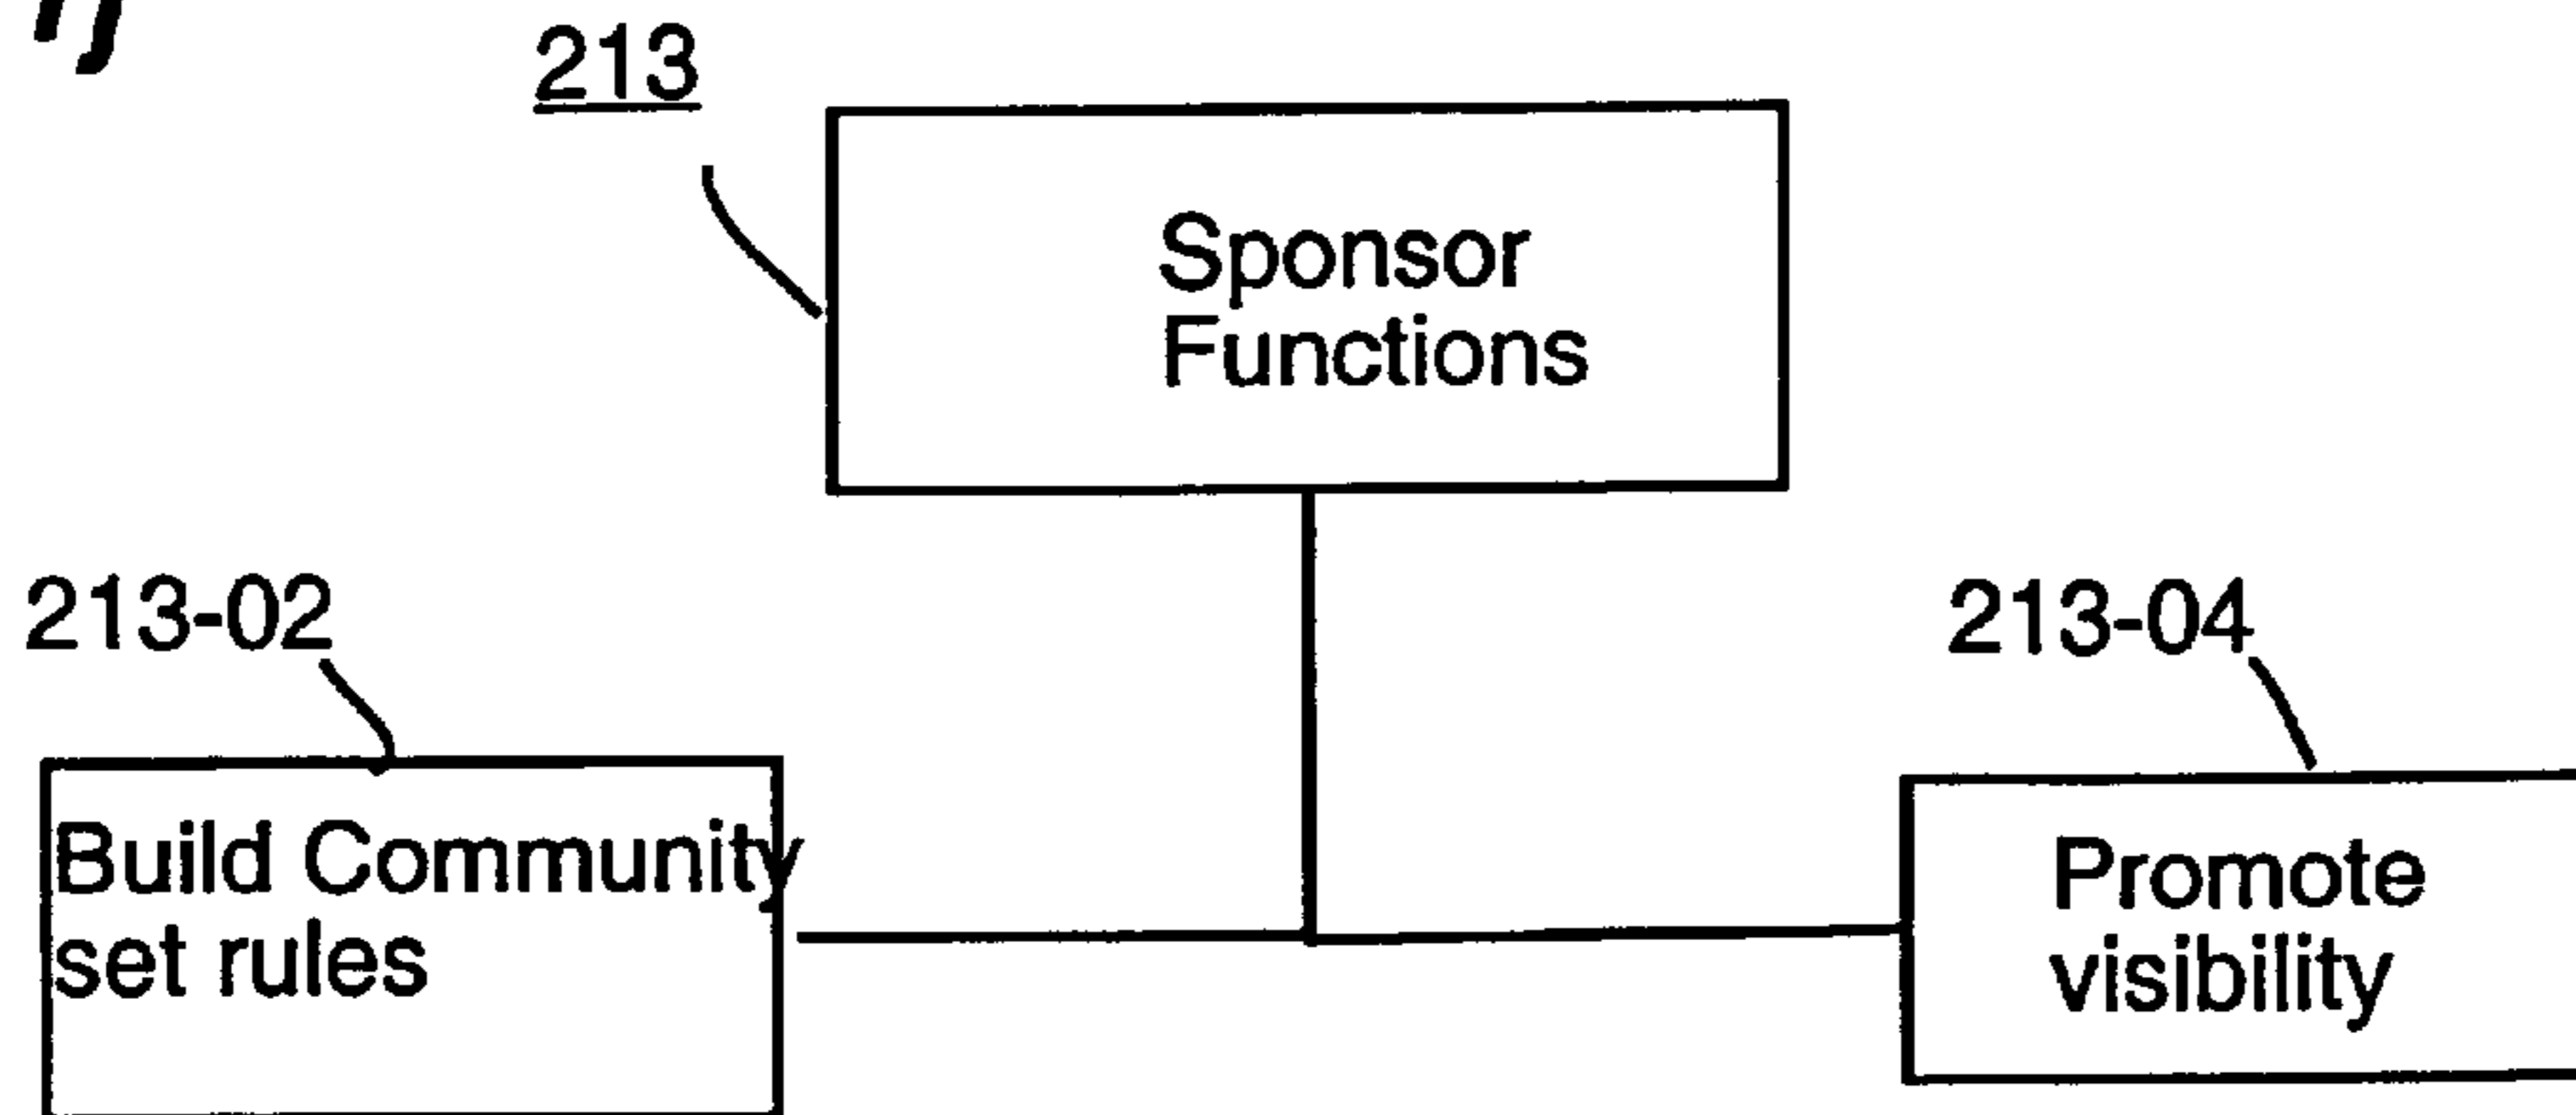 213
Sponsor
Functions
213-02
213-04
Build Community
set rules
Promote
visibility